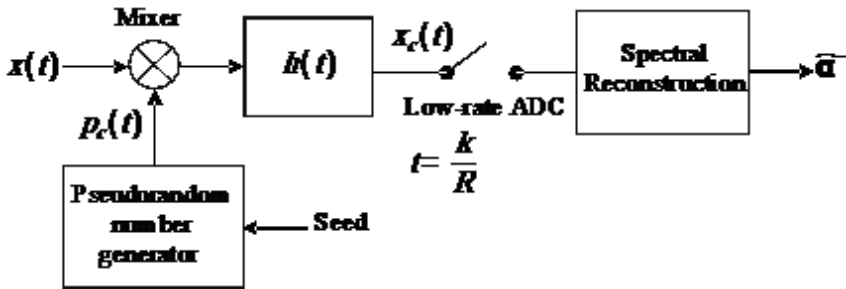 Mixer
x(t)
h(t)
x_c(t)
Spectral
Reconstruction
α̂
p_c(t)
Low-rate ADC
t= k/R
Pseudorandom
number
generator
Seed